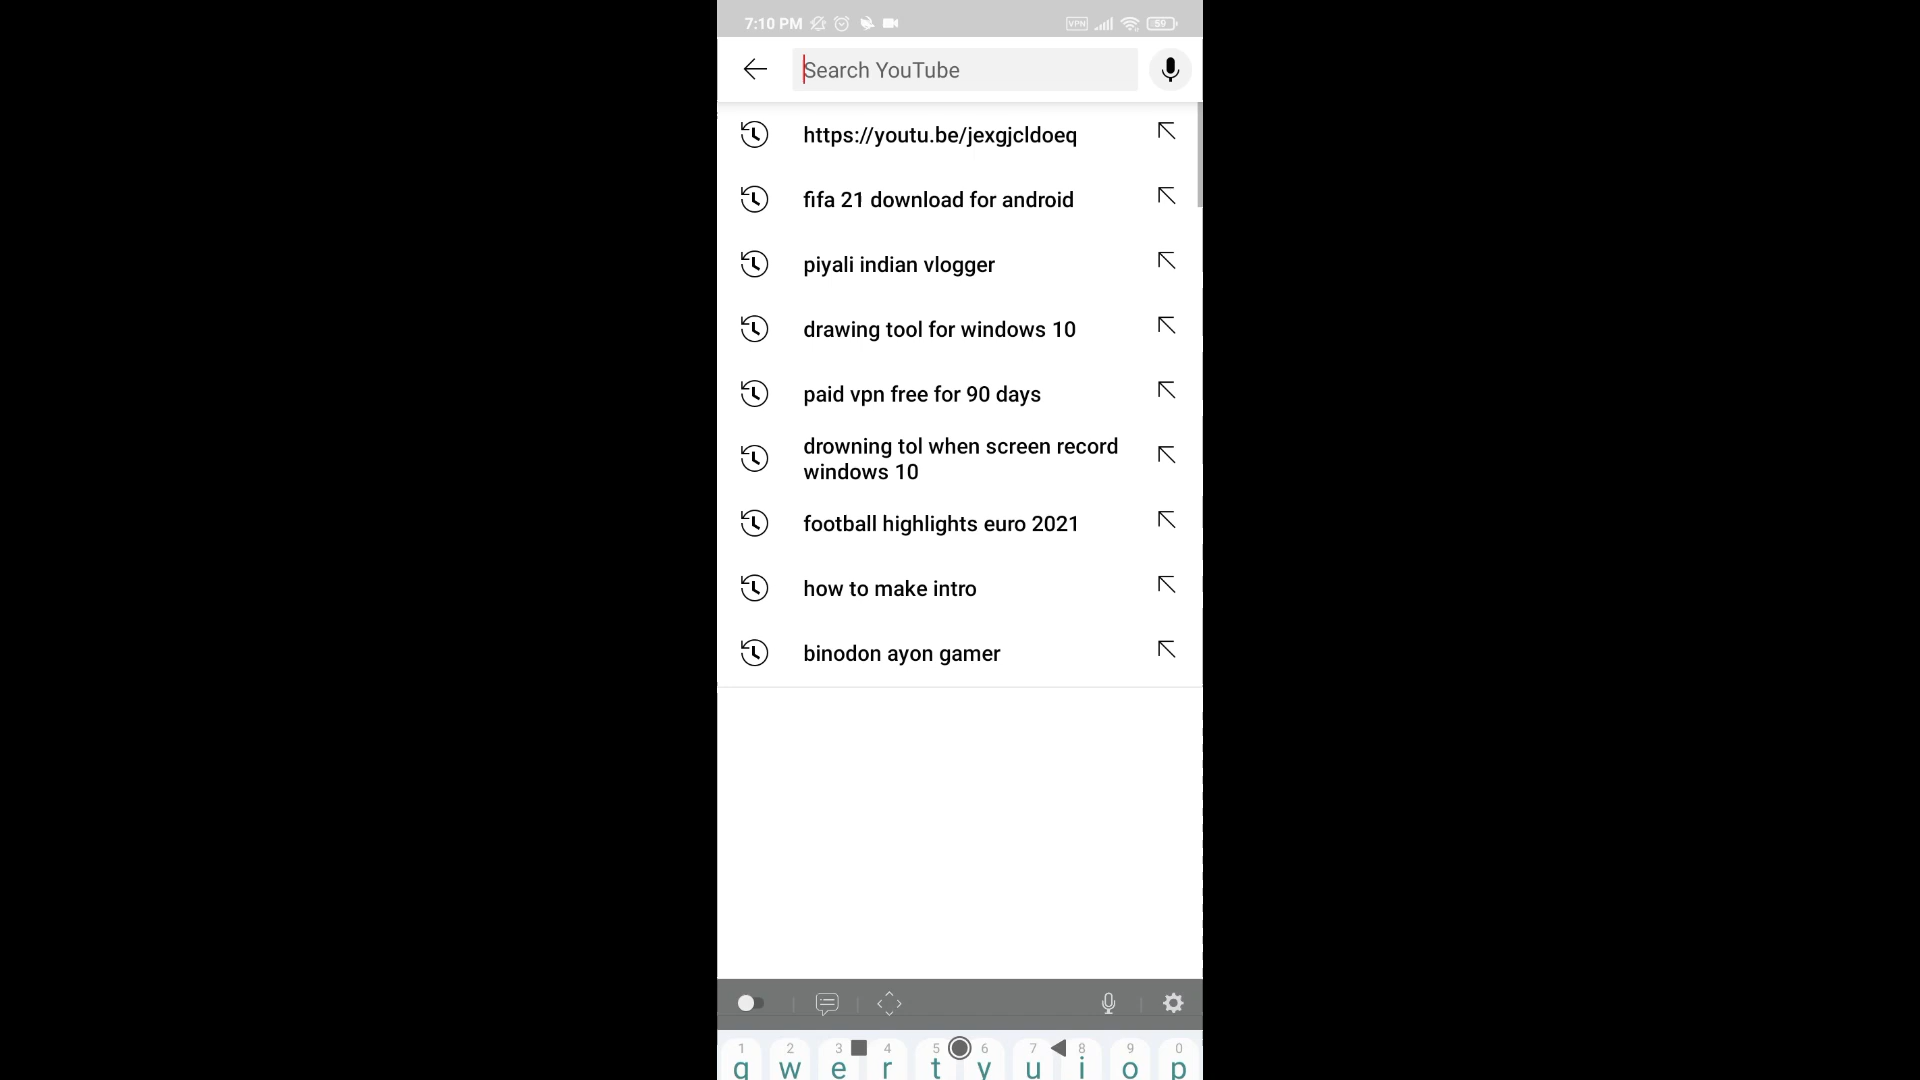 7:10 PM
VPN
59
Search YouTube
https://youtu.be/jexgjcldoeq
fifa 21 download for android
piyali indian vlogger
drawing tool for windows 10
paid vpn free for 90 days
drowning tol when screen record
windows 10
football highlights euro 2021
how to make intro
binodon ayon gamer
1 2 3 4 5 6 7 8 9 0
q w e r t y u i o p